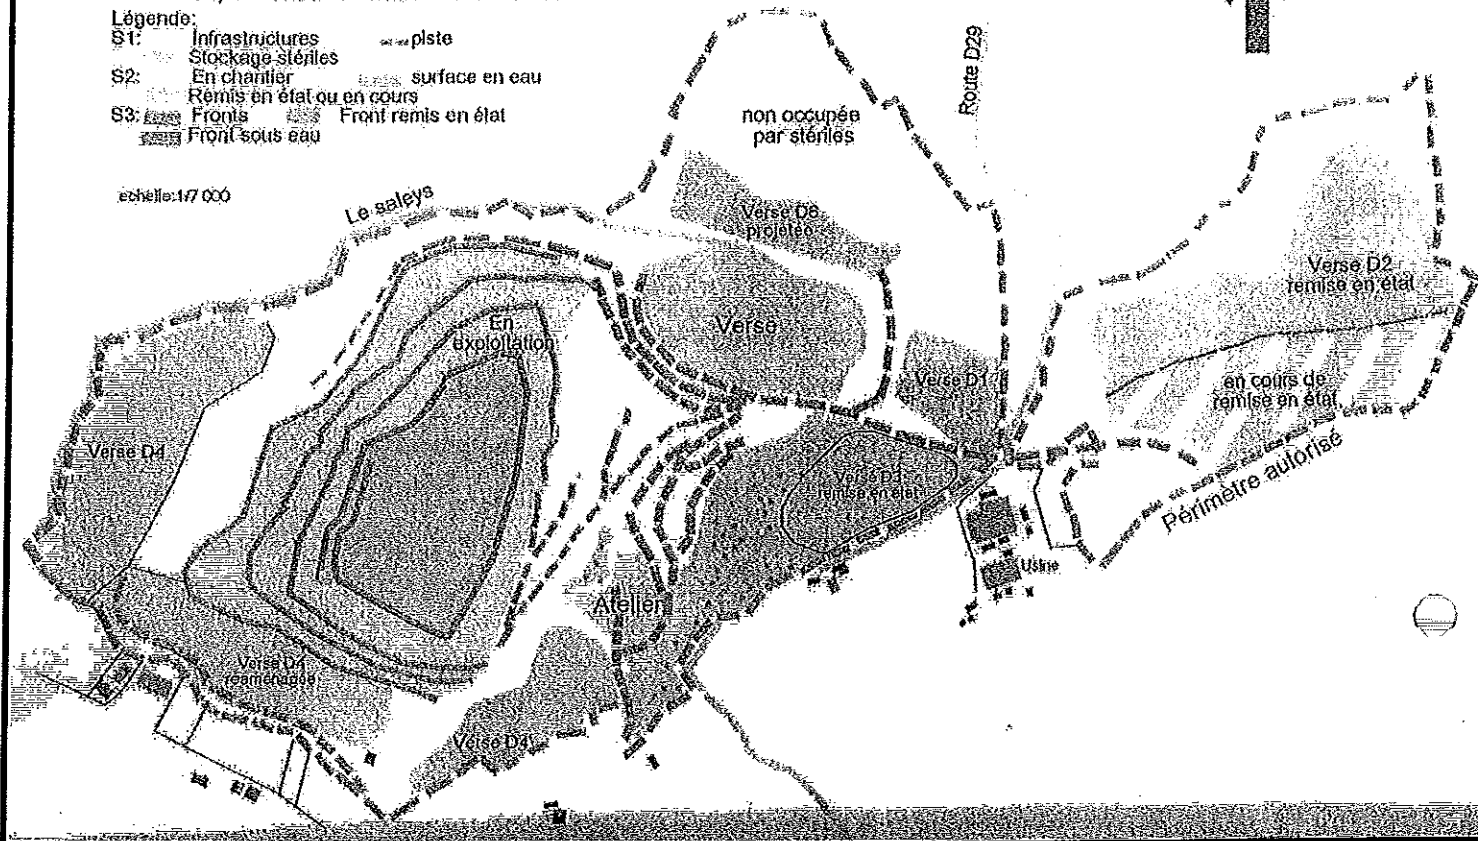 Légende:
S1: Infrastructures piste
Stockage stériles
S2: En chantier surface en eau
Remis en état ou en cours
S3: Fronts Front remis en état
Front sous eau
echelle:1/7 000
Le saleys
non occupée
par stériles
Route D29
Verse D6
projetée
Verse
Verse D1
Verse D2
remise en état
en cours de
remise en état
Périmètre autorisé
En
exploitation
Verse D4
Verse D3
remise en état
Usine
Atelier
Verse D4
réaménagée
Verse D4